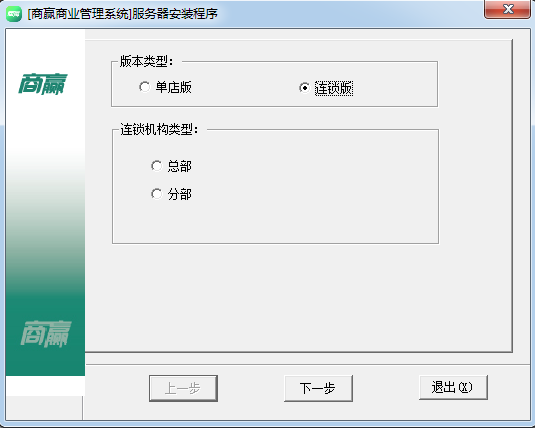 [商赢商业管理系统]服务器安装程序
商赢
版本类型：
单店版
连锁版
连锁机构类型：
总部
分部
商赢
上一步
下一步
退出(X)